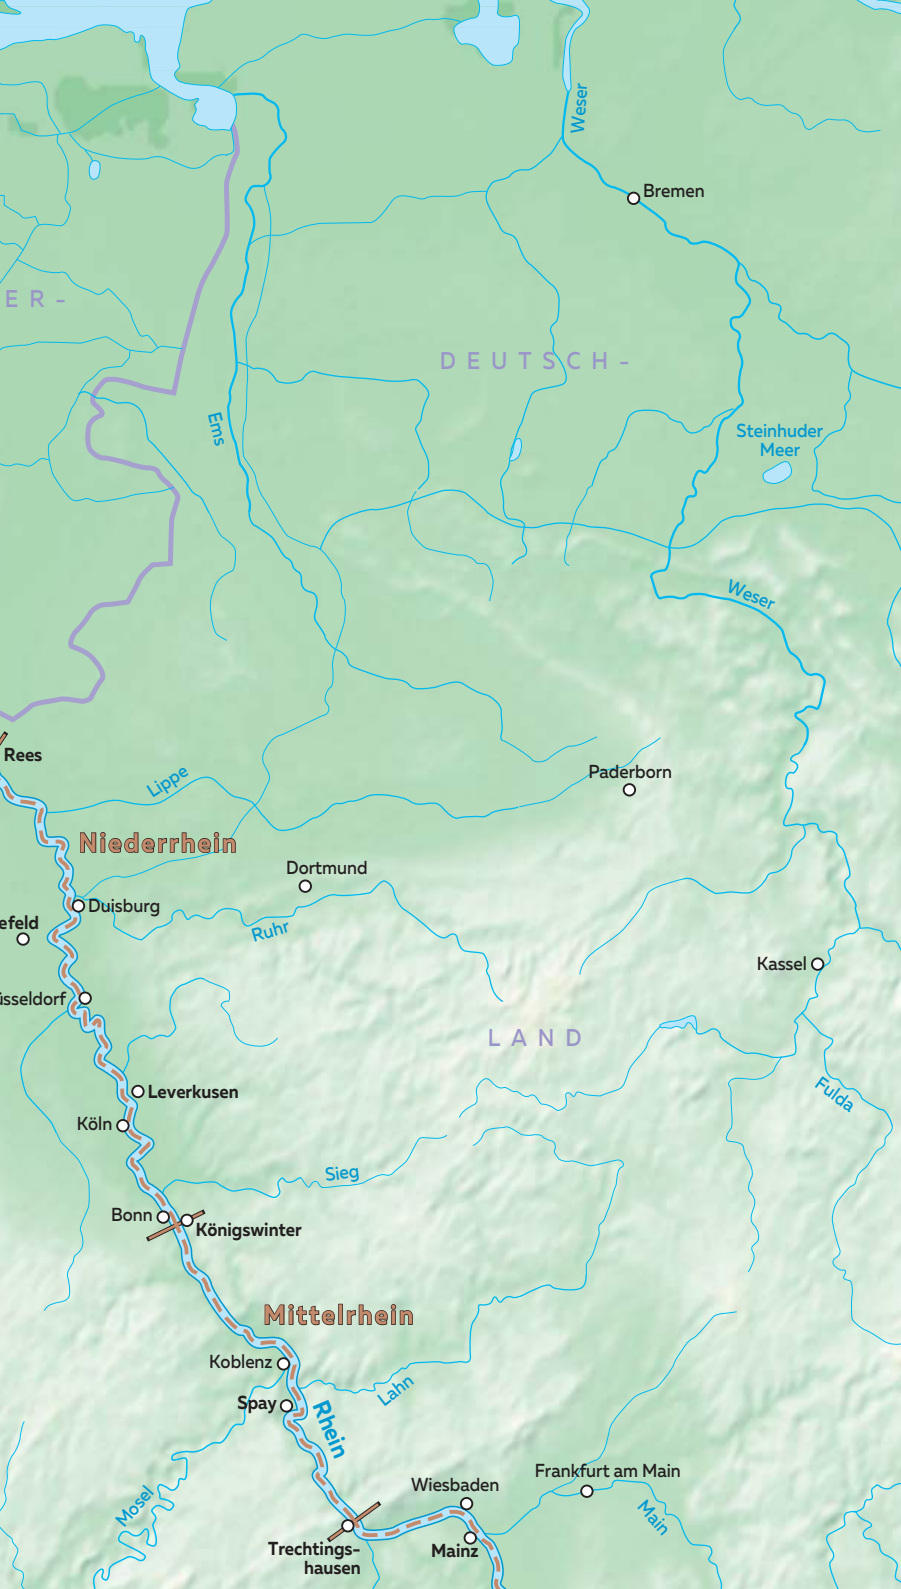 Weser
Bremen
ER-
DEUTSCH-
Ems
Steinhuder
Meer
Weser
Rees
Lippe
Paderborn
Niederrhein
Dortmund
Duisburg
efeld
Ruhr
Kassel
üsseldorf
LAND
Leverkusen
Fulda
Köln
Sieg
Bonn
Königswinter
Mittelrhein
Koblenz
Lahn
Spay
Rhein
Frankfurt am Main
Wiesbaden
Mosel
Main
Trechtings-
hausen
Mainz